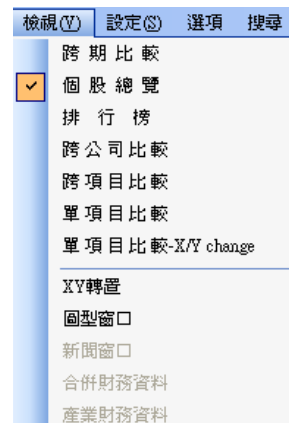 檢視(V) 設定(S) 選項 搜尋
跨期比較
個股總覽
排行榜
跨公司比較
跨項目比較
單項目比較
單項目比較-X/Y change
XY轉置
圖型窗口
新聞窗口
合併財務資料
產業財務資料